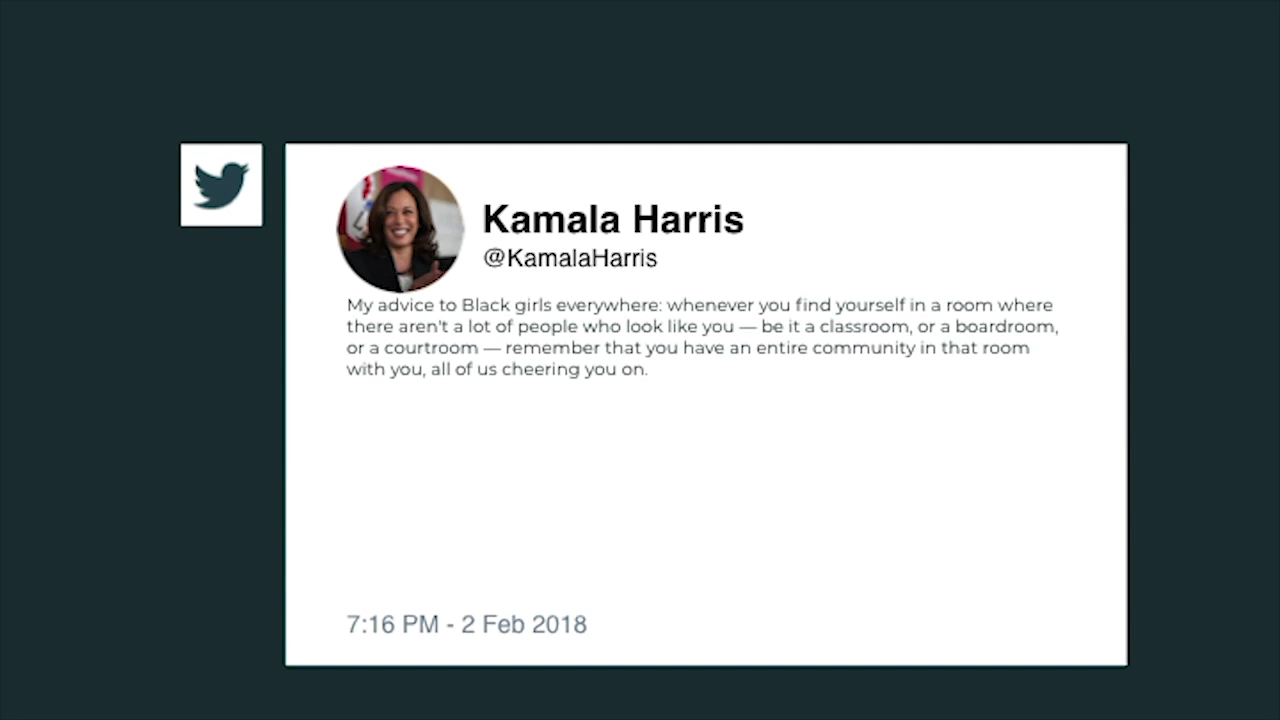 Kamala Harris
@KamalaHarris
My advice to Black girls everywhere: whenever you find yourself in a room where
there aren't a lot of people who look like you — be it a classroom, or a boardroom,
or a courtroom — remember that you have an entire community in that room
with you, all of us cheering you on.
7:16 PM - 2 Feb 2018